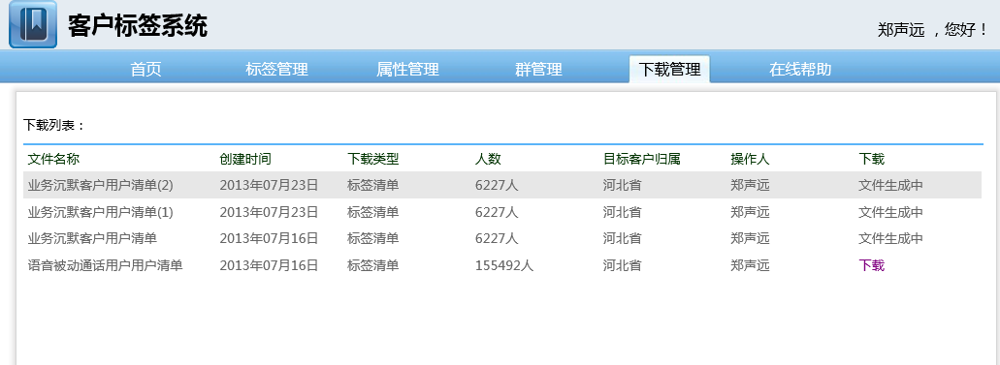 客户标签系统
郑声远 ，您好！
首页 标签管理 属性管理 群管理 下载管理 在线帮助
下载列表：
文件名称 创建时间 下载类型 人数 目标客户归属 操作人 下载
业务沉默客户用户清单(2) 2013年07月23日 标签清单 6227人 河北省 郑声远 文件生成中
业务沉默客户用户清单(1) 2013年07月23日 标签清单 6227人 河北省 郑声远 文件生成中
业务沉默客户用户清单 2013年07月16日 标签清单 6227人 河北省 郑声远 文件生成中
语音被动通话用户用户清单 2013年07月16日 标签清单 155492人 河北省 郑声远 下载